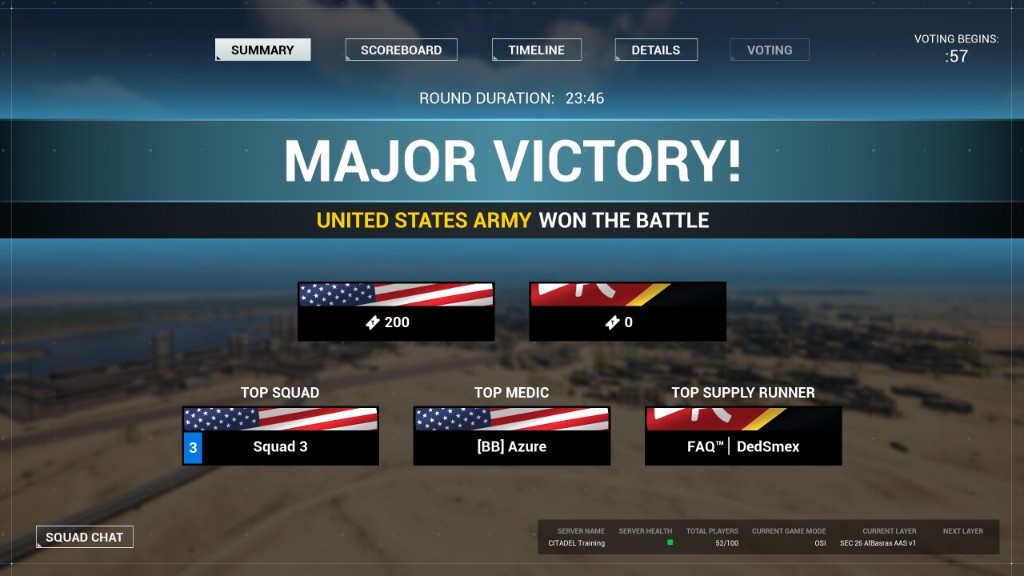 SUMMARY
SCOREBOARD
TIMELINE
DETAILS
VOTING
VOTING BEGINS:
:57
ROUND DURATION: 23:46
MAJOR VICTORY!
UNITED STATES ARMY WON THE BATTLE
200
0
TOP SQUAD
TOP MEDIC
TOP SUPPLY RUNNER
3 Squad 3
[BB] Azure
FAQ™│ DedSmex
SQUAD CHAT
SERVER NAME SERVER HEALTH TOTAL PLAYERS CURRENT GAME MODE CURRENT LAYER NEXT LAYER
CITADEL Training 52/100 OSI SEC 26 AlBasras AAS v1